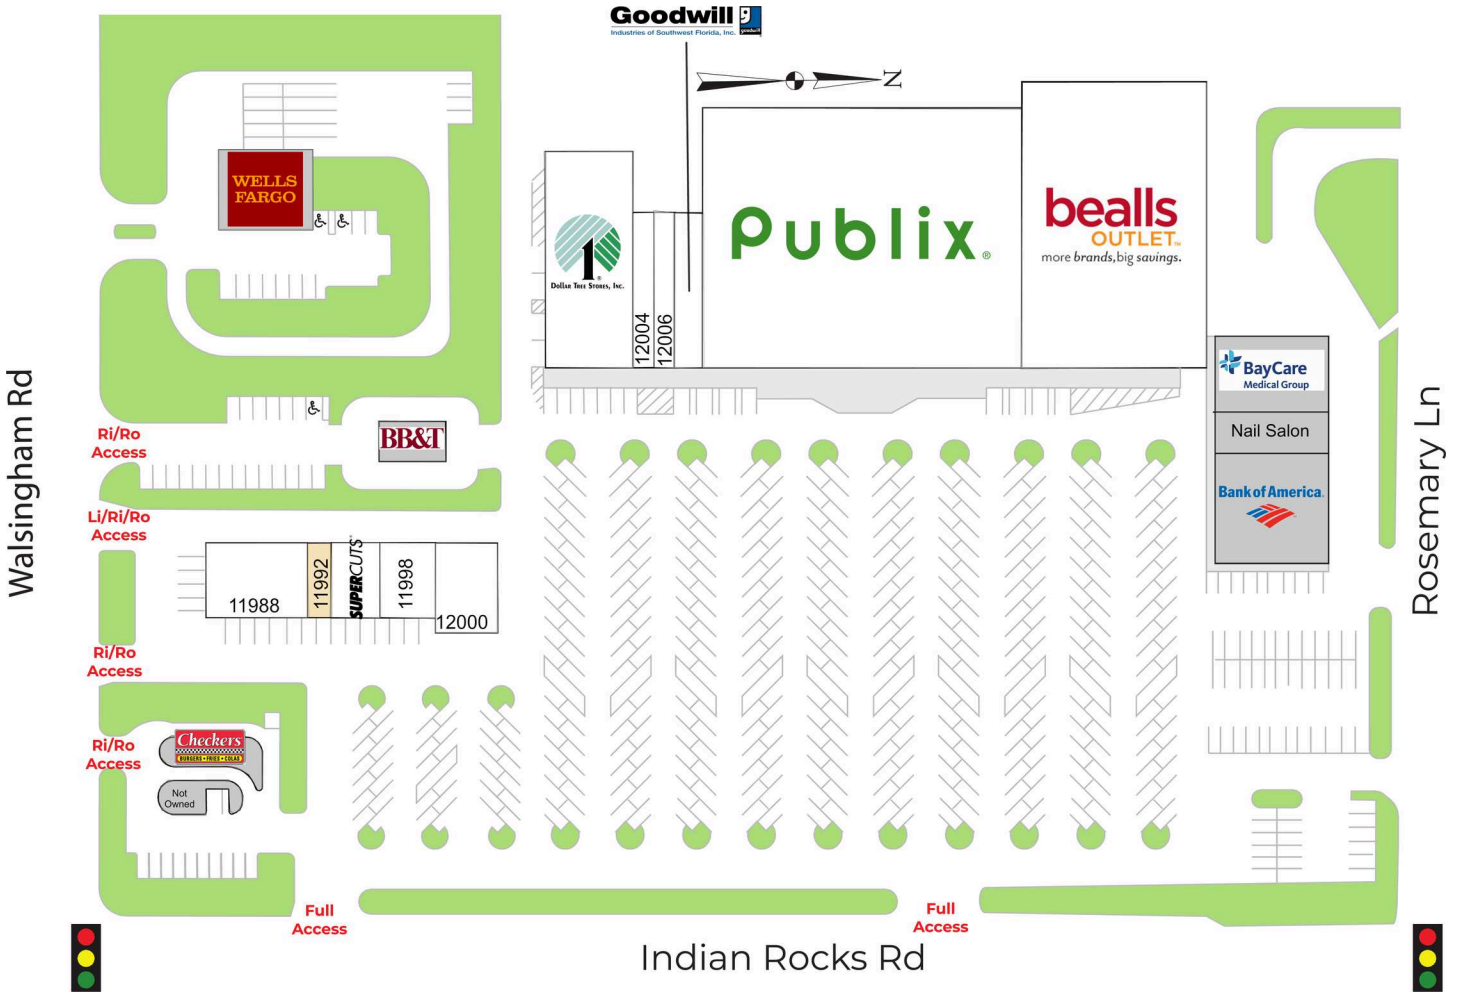 Goodwill
Industries of Southwest Florida, Inc.
goodwill
N
WELLS
FARGO
1
Dollar Tree Stores, Inc.
12004
12006
Publix®
bealls
OUTLET™
more brands, big savings.
BayCare
Medical Group
Nail Salon
Bank of America
Walsingham Rd
Rosemary Ln
Ri/Ro
Access
BB&T
Li/Ri/Ro
Access
11988
11992
SUPERCUTS
11998
12000
Ri/Ro
Access
Ri/Ro
Access
Checkers
BURGERS • FRIES • COLAS
Not
Owned
Full
Access
Full
Access
Indian Rocks Rd